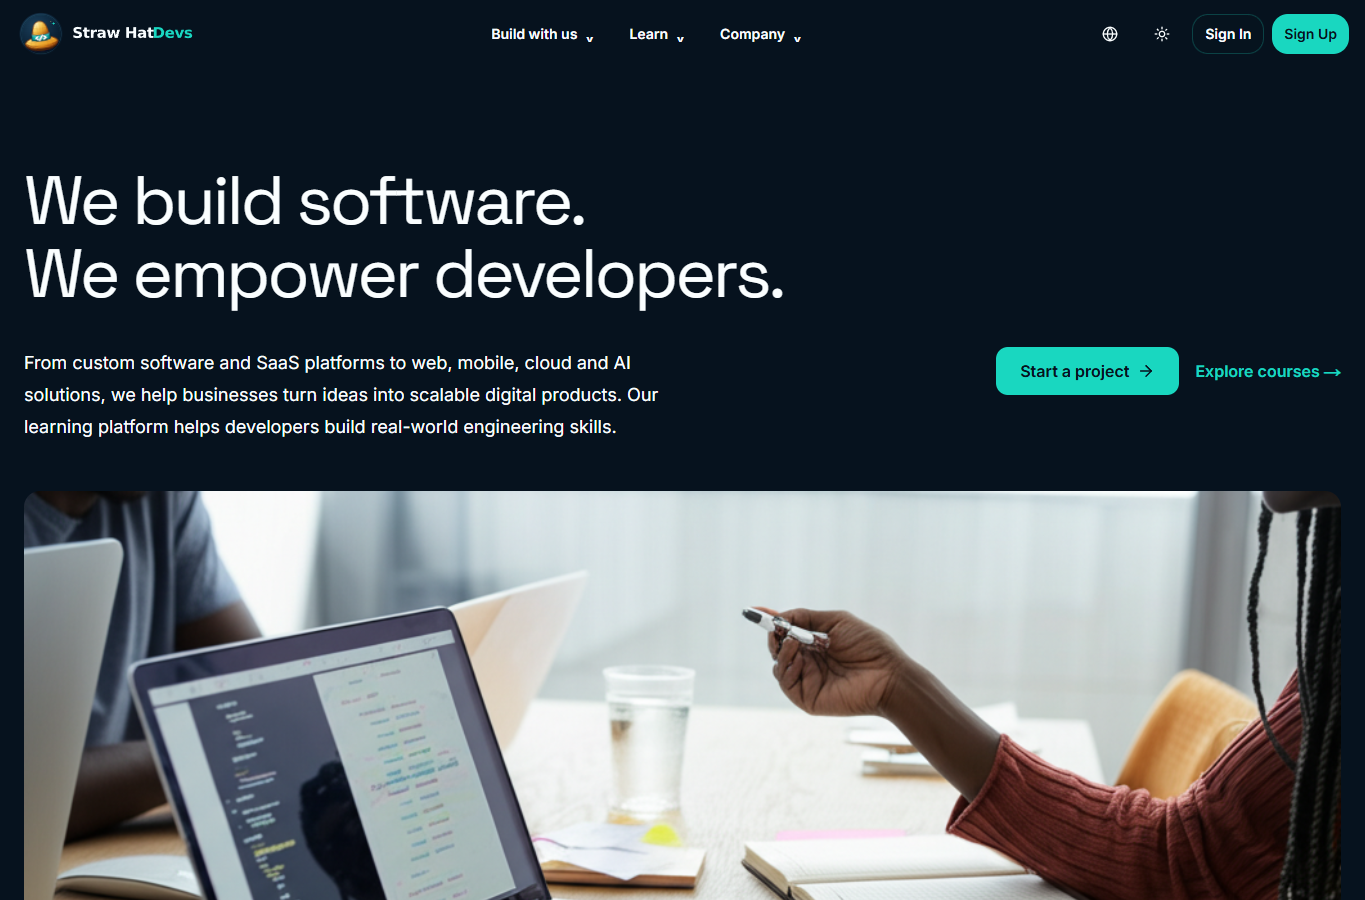 Straw HatDevs
Build with us
Learn
Company
Sign In
Sign Up
We build software.
We empower developers.
From custom software and SaaS platforms to web, mobile, cloud and AI
solutions, we help businesses turn ideas into scalable digital products. Our
learning platform helps developers build real-world engineering skills.
Start a project →
Explore courses →